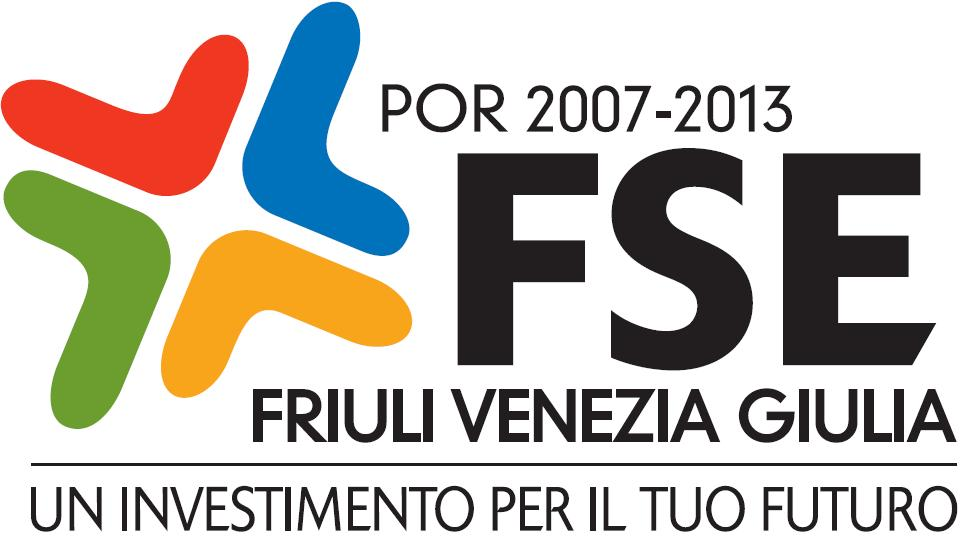 POR 2007-2013
FSE
FRIULI VENEZIA GIULIA
UN INVESTIMENTO PER IL TUO FUTURO